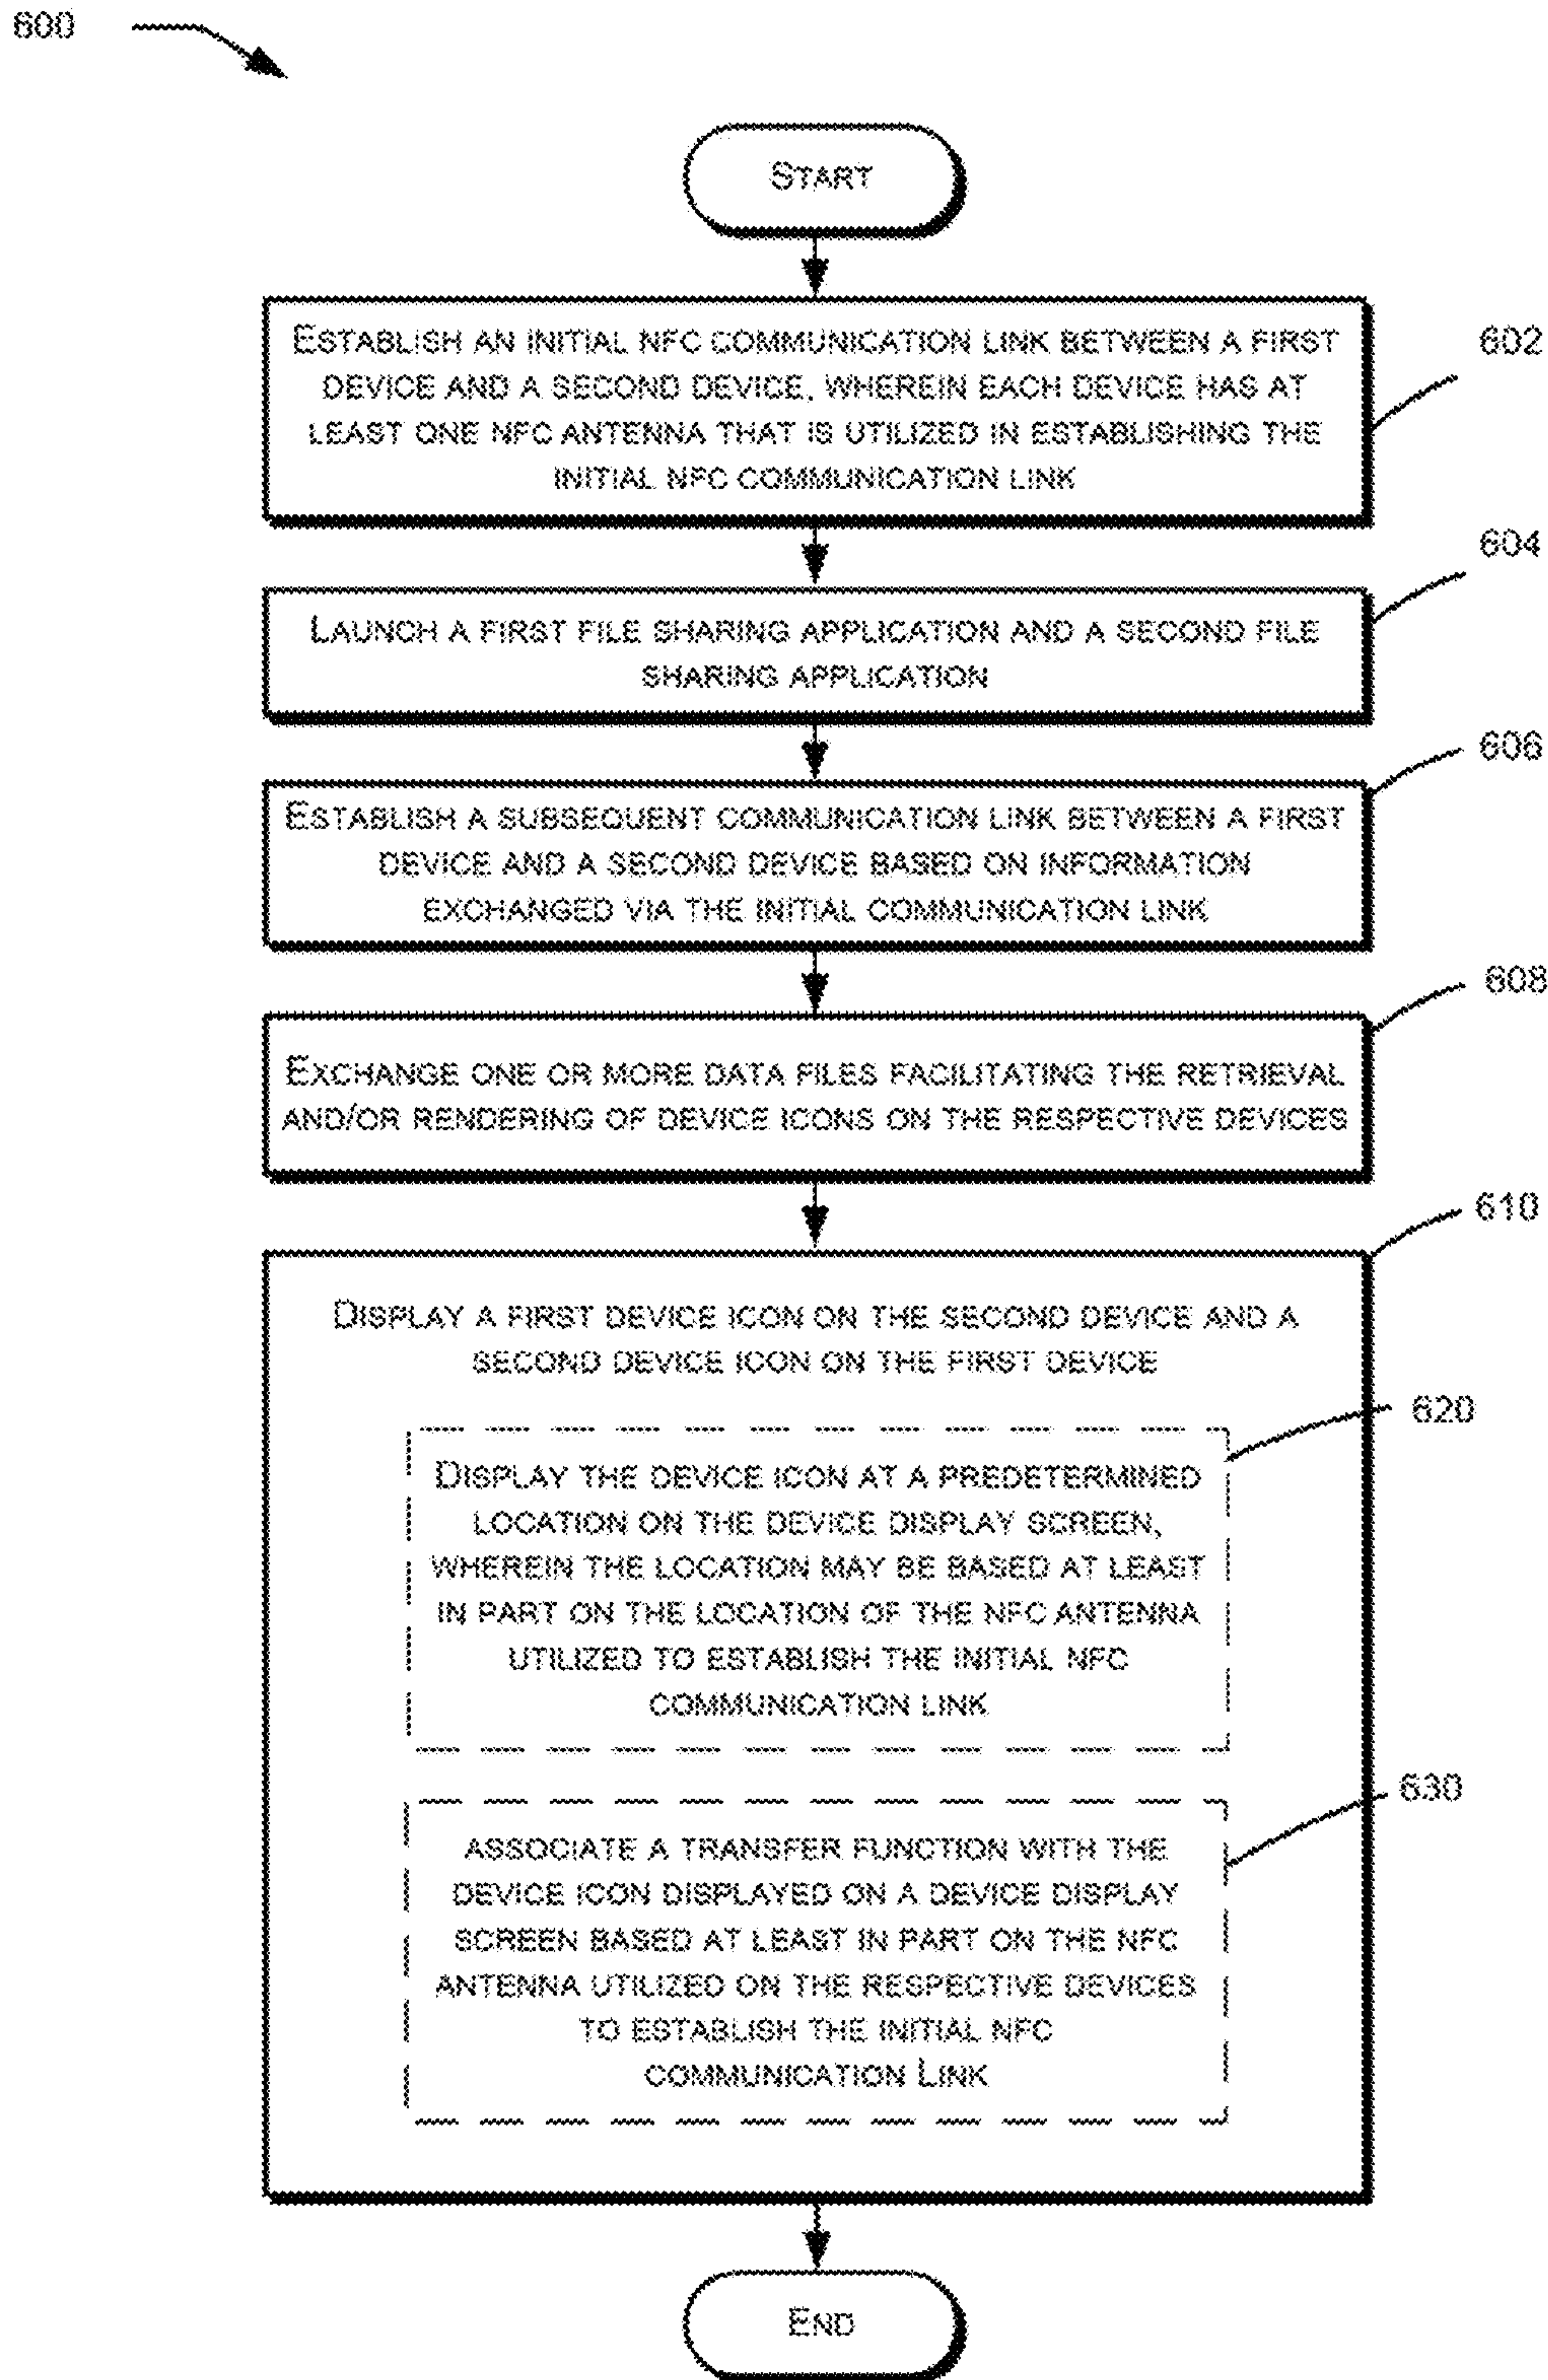 600
START
ESTABLISH AN INITIAL NFC COMMUNICATION LINK BETWEEN A FIRST
DEVICE AND A SECOND DEVICE, WHEREIN EACH DEVICE HAS AT
LEAST ONE NFC ANTENNA THAT IS UTILIZED IN ESTABLISHING THE
INITIAL NFC COMMUNICATION LINK
602
LAUNCH A FIRST FILE SHARING APPLICATION AND A SECOND FILE
SHARING APPLICATION
604
ESTABLISH A SUBSEQUENT COMMUNICATION LINK BETWEEN A FIRST
DEVICE AND A SECOND DEVICE BASED ON INFORMATION
EXCHANGED VIA THE INITIAL COMMUNICATION LINK
606
EXCHANGE ONE OR MORE DATA FILES FACILITATING THE RETRIEVAL
AND/OR RENDERING OF DEVICE ICONS ON THE RESPECTIVE DEVICES
608
DISPLAY A FIRST DEVICE ICON ON THE SECOND DEVICE AND A
SECOND DEVICE ICON ON THE FIRST DEVICE
610
DISPLAY THE DEVICE ICON AT A PREDETERMINED
LOCATION ON THE DEVICE DISPLAY SCREEN,
WHEREIN THE LOCATION MAY BE BASED AT LEAST
IN PART ON THE LOCATION OF THE NFC ANTENNA
UTILIZED TO ESTABLISH THE INITIAL NFC
COMMUNICATION LINK
620
ASSOCIATE A TRANSFER FUNCTION WITH THE
DEVICE ICON DISPLAYED ON A DEVICE DISPLAY
SCREEN BASED AT LEAST IN PART ON THE NFC
ANTENNA UTILIZED ON THE RESPECTIVE DEVICES
TO ESTABLISH THE INITIAL NFC
COMMUNICATION LINK
630
END